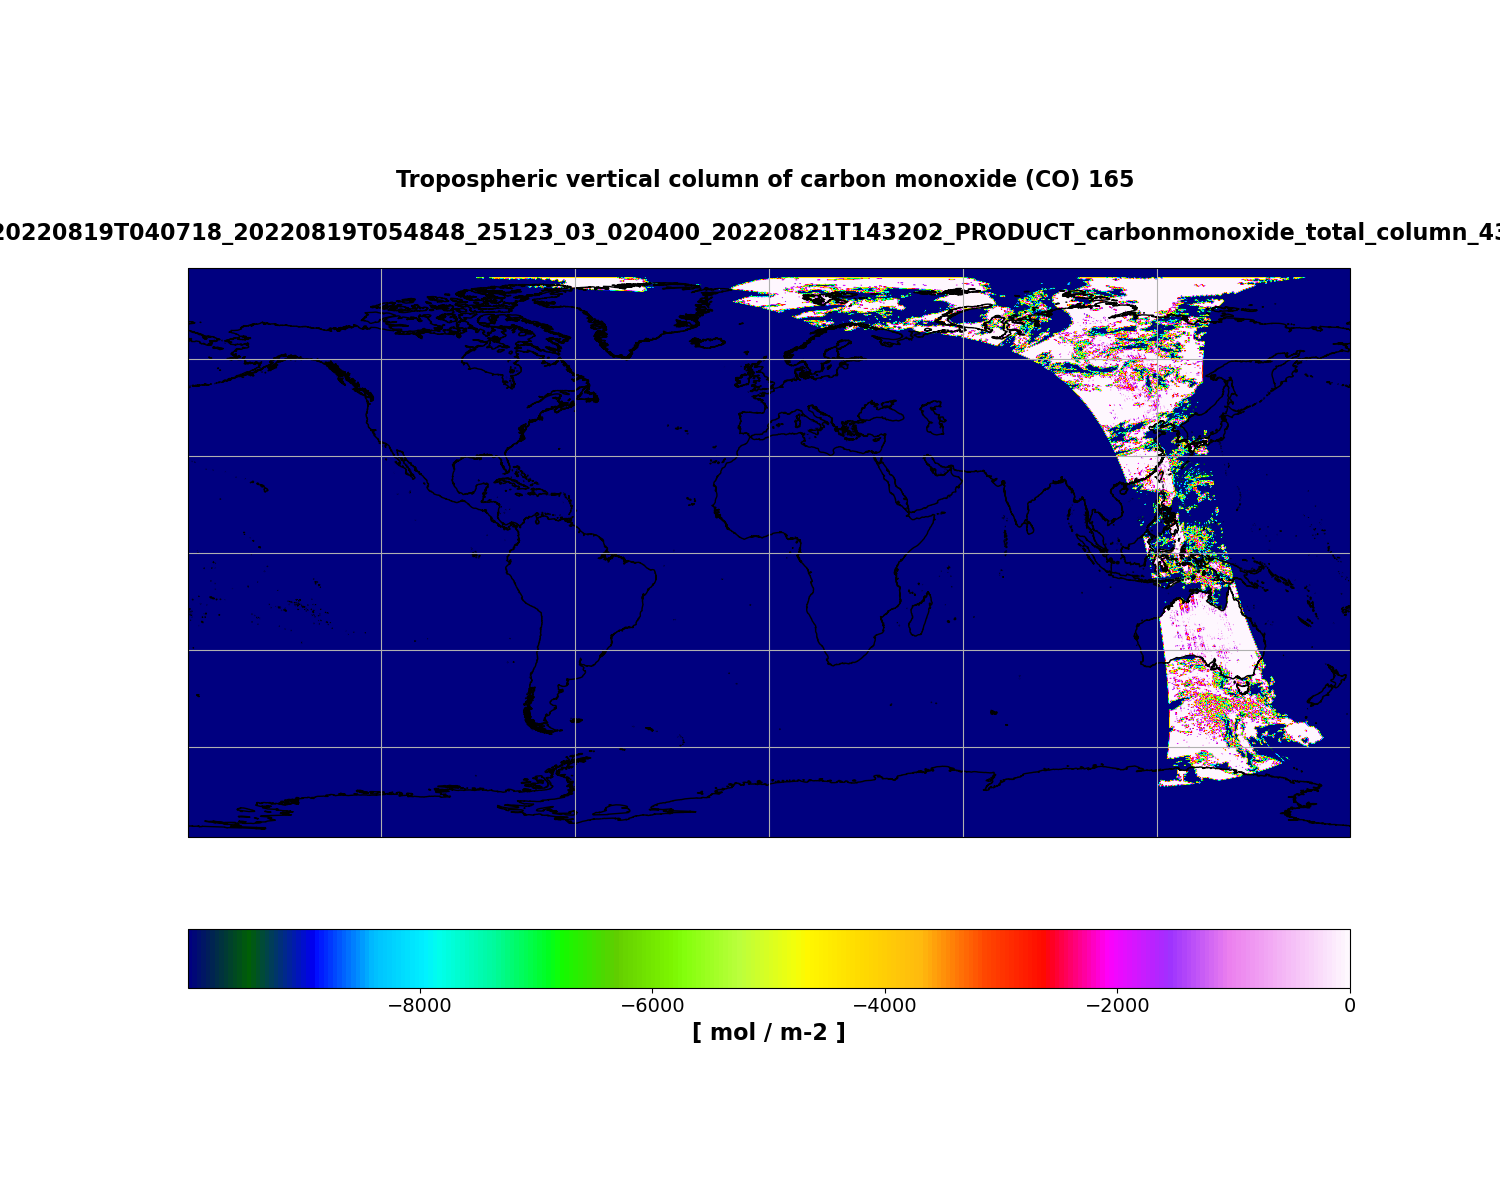 Tropospheric vertical column of carbon monoxide (CO) 165
20220819T040718_20220819T054848_25123_03_020400_20220821T143202_PRODUCT_carbonmonoxide_total_column_43
−8000 −6000 −4000 −2000 0
[ mol / m-2 ]